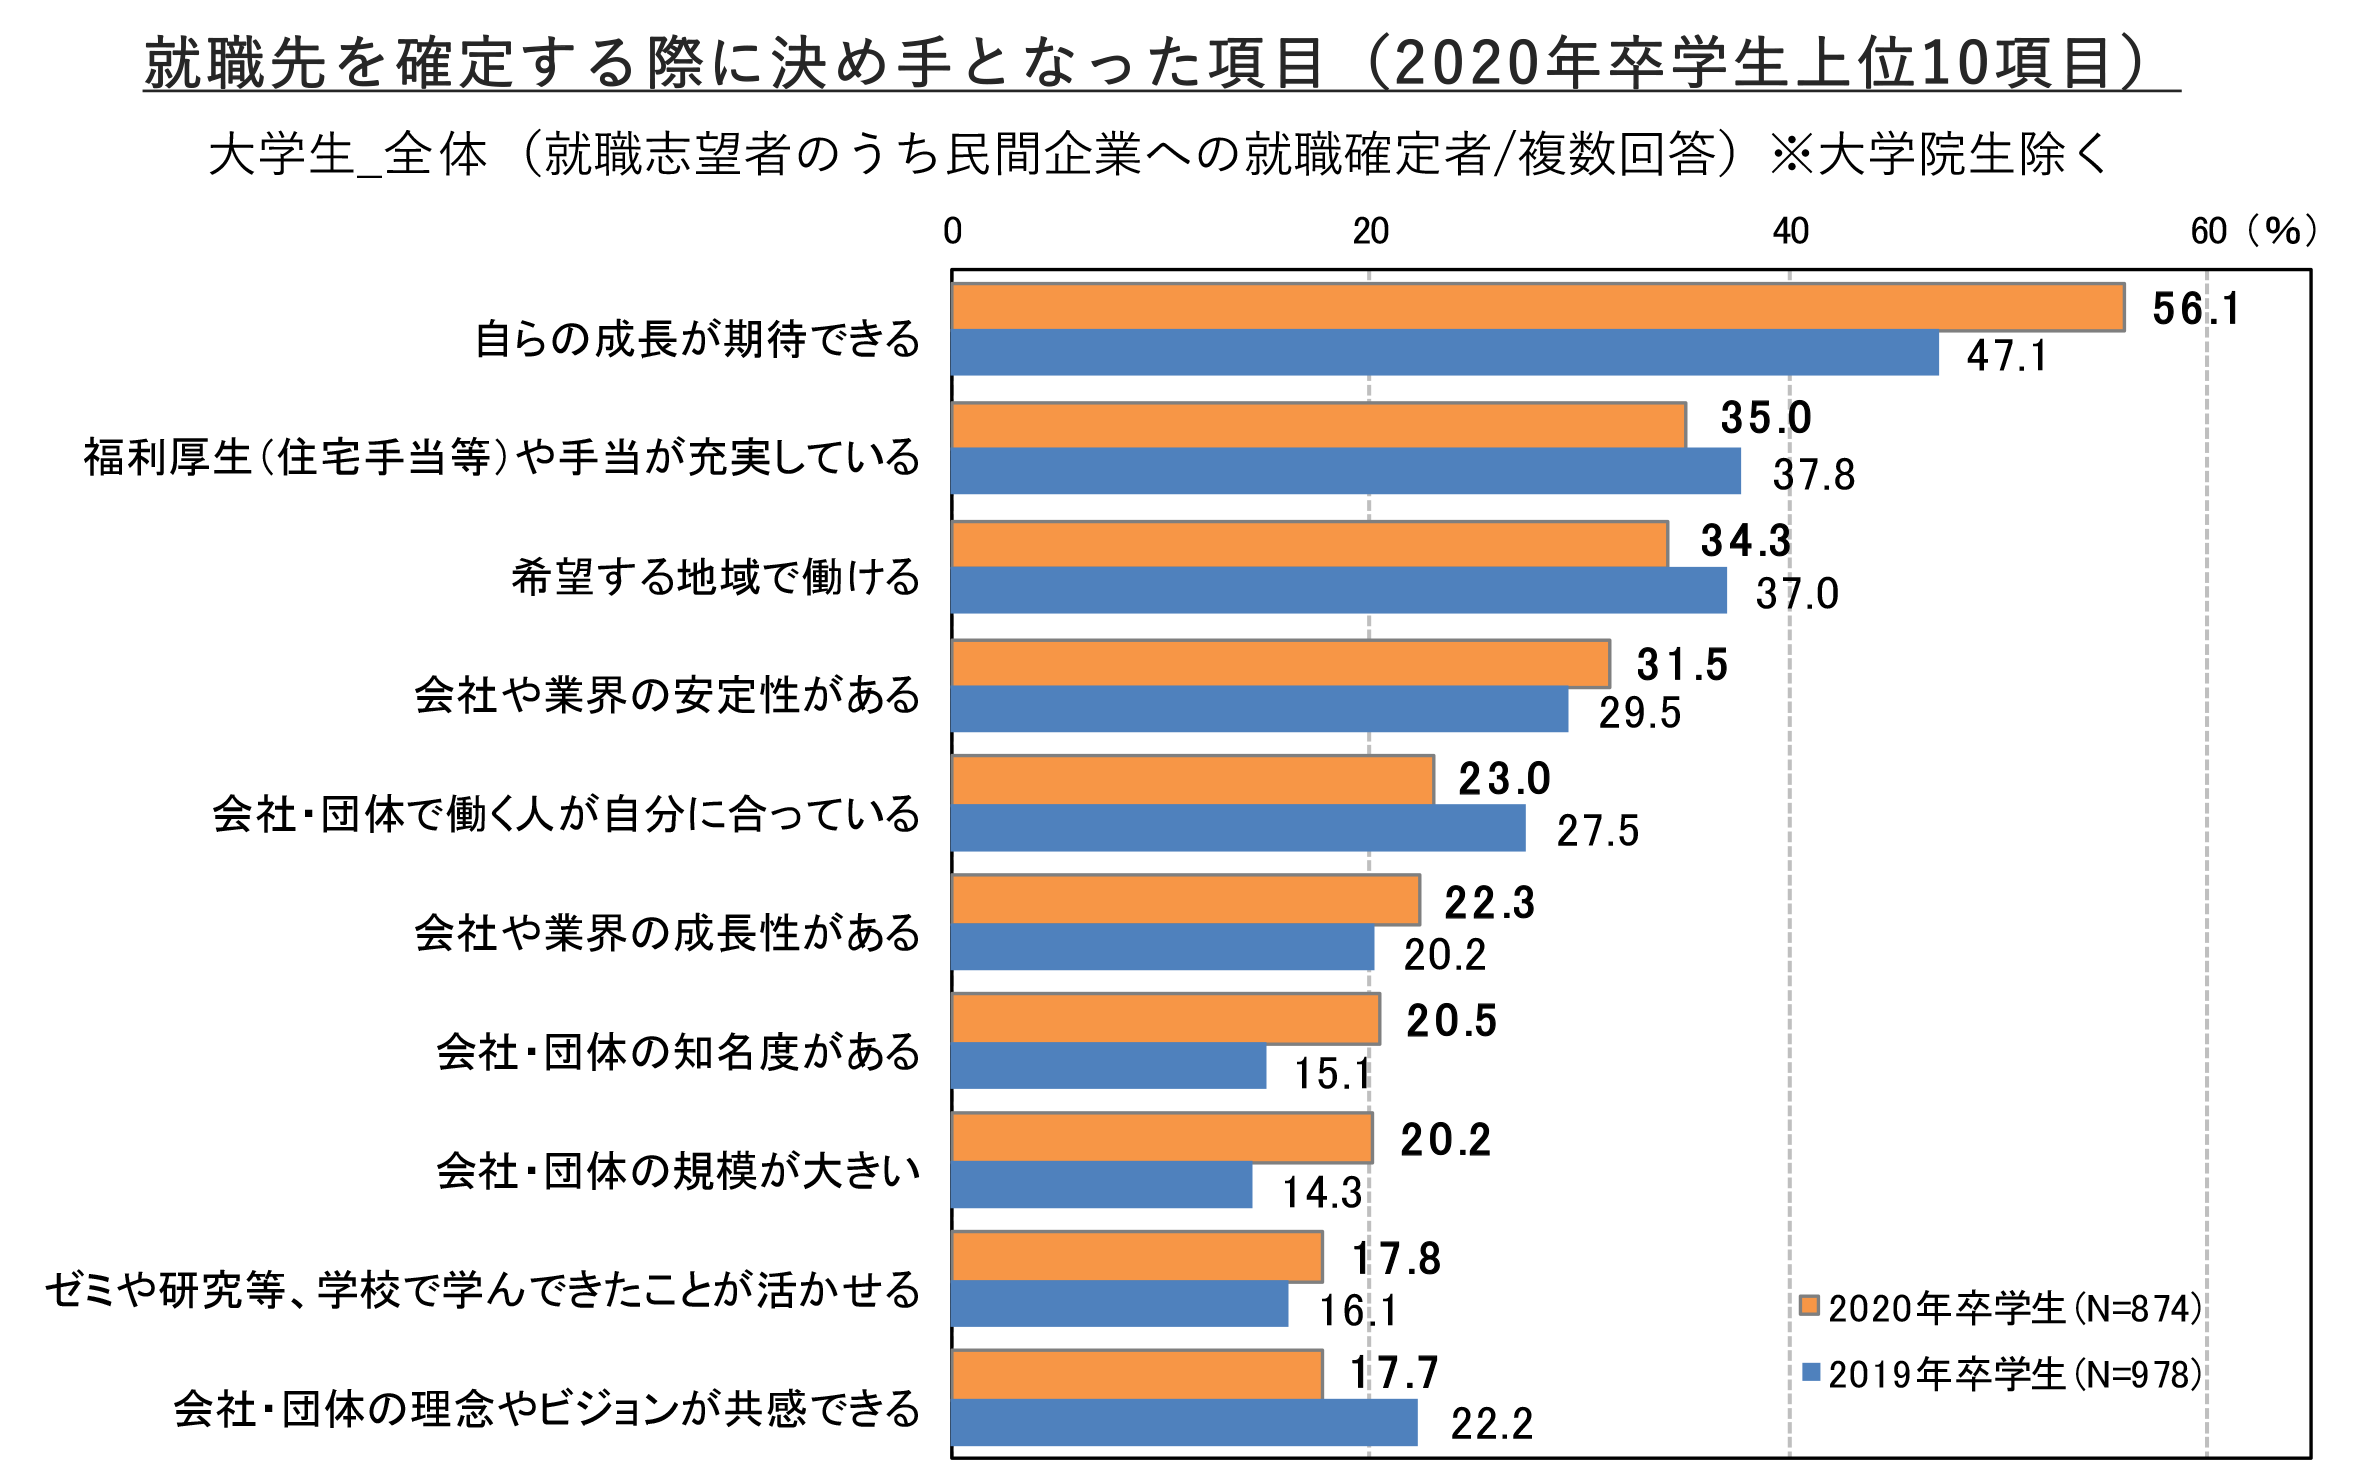 就職先を確定する際に決め手となった項目（2020年卒学生上位10項目）
大学生_全体（就職志望者のうち民間企業への就職確定者/複数回答）※大学院生除く
0 20 40 60（%）
自らの成長が期待できる 56.1
47.1
福利厚生（住宅手当等）や手当が充実している 35.0
37.8
希望する地域で働ける 34.3
37.0
会社や業界の安定性がある 31.5
29.5
会社・団体で働く人が自分に合っている 23.0
27.5
会社や業界の成長性がある 22.3
20.2
会社・団体の知名度がある 20.5
15.1
会社・団体の規模が大きい 20.2
14.3
ゼミや研究等、学校で学んできたことが活かせる 17.8
16.1
会社・団体の理念やビジョンが共感できる 17.7
22.2
2020年卒学生(N=874)
2019年卒学生(N=978)